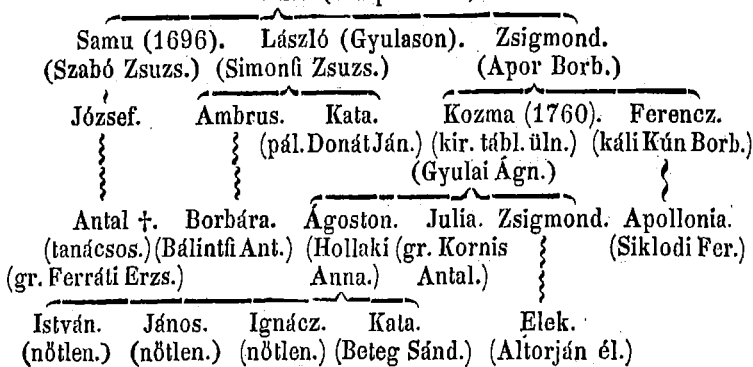 Samu (1696). László (Gyulason). Zsigmond.
(Szabó Zsuzs.) (Simonfi Zsuzs.) (Apor Borb.)
József. Ambrus. Kata. Kozma (1760). Ferencz.
(pál. Donát Ján.) (kir. tábl. üln.) (káli Kún Borb.)
(Gyulai Ágn.)
Antal †. Borbára. Ágoston. Julia. Zsigmond. Apollonia.
(tanácsos.) (Bálintfi Ant.) (Hollaki (gr. Kornis (Siklodi Fer.)
(gr. Ferráti Erzs.) Anna.) Antal.)
István. János. Ignácz. Kata. Elek.
(nőtlen.) (nőtlen.) (nőtlen.) (Beteg Sánd.) (Altorján él.)